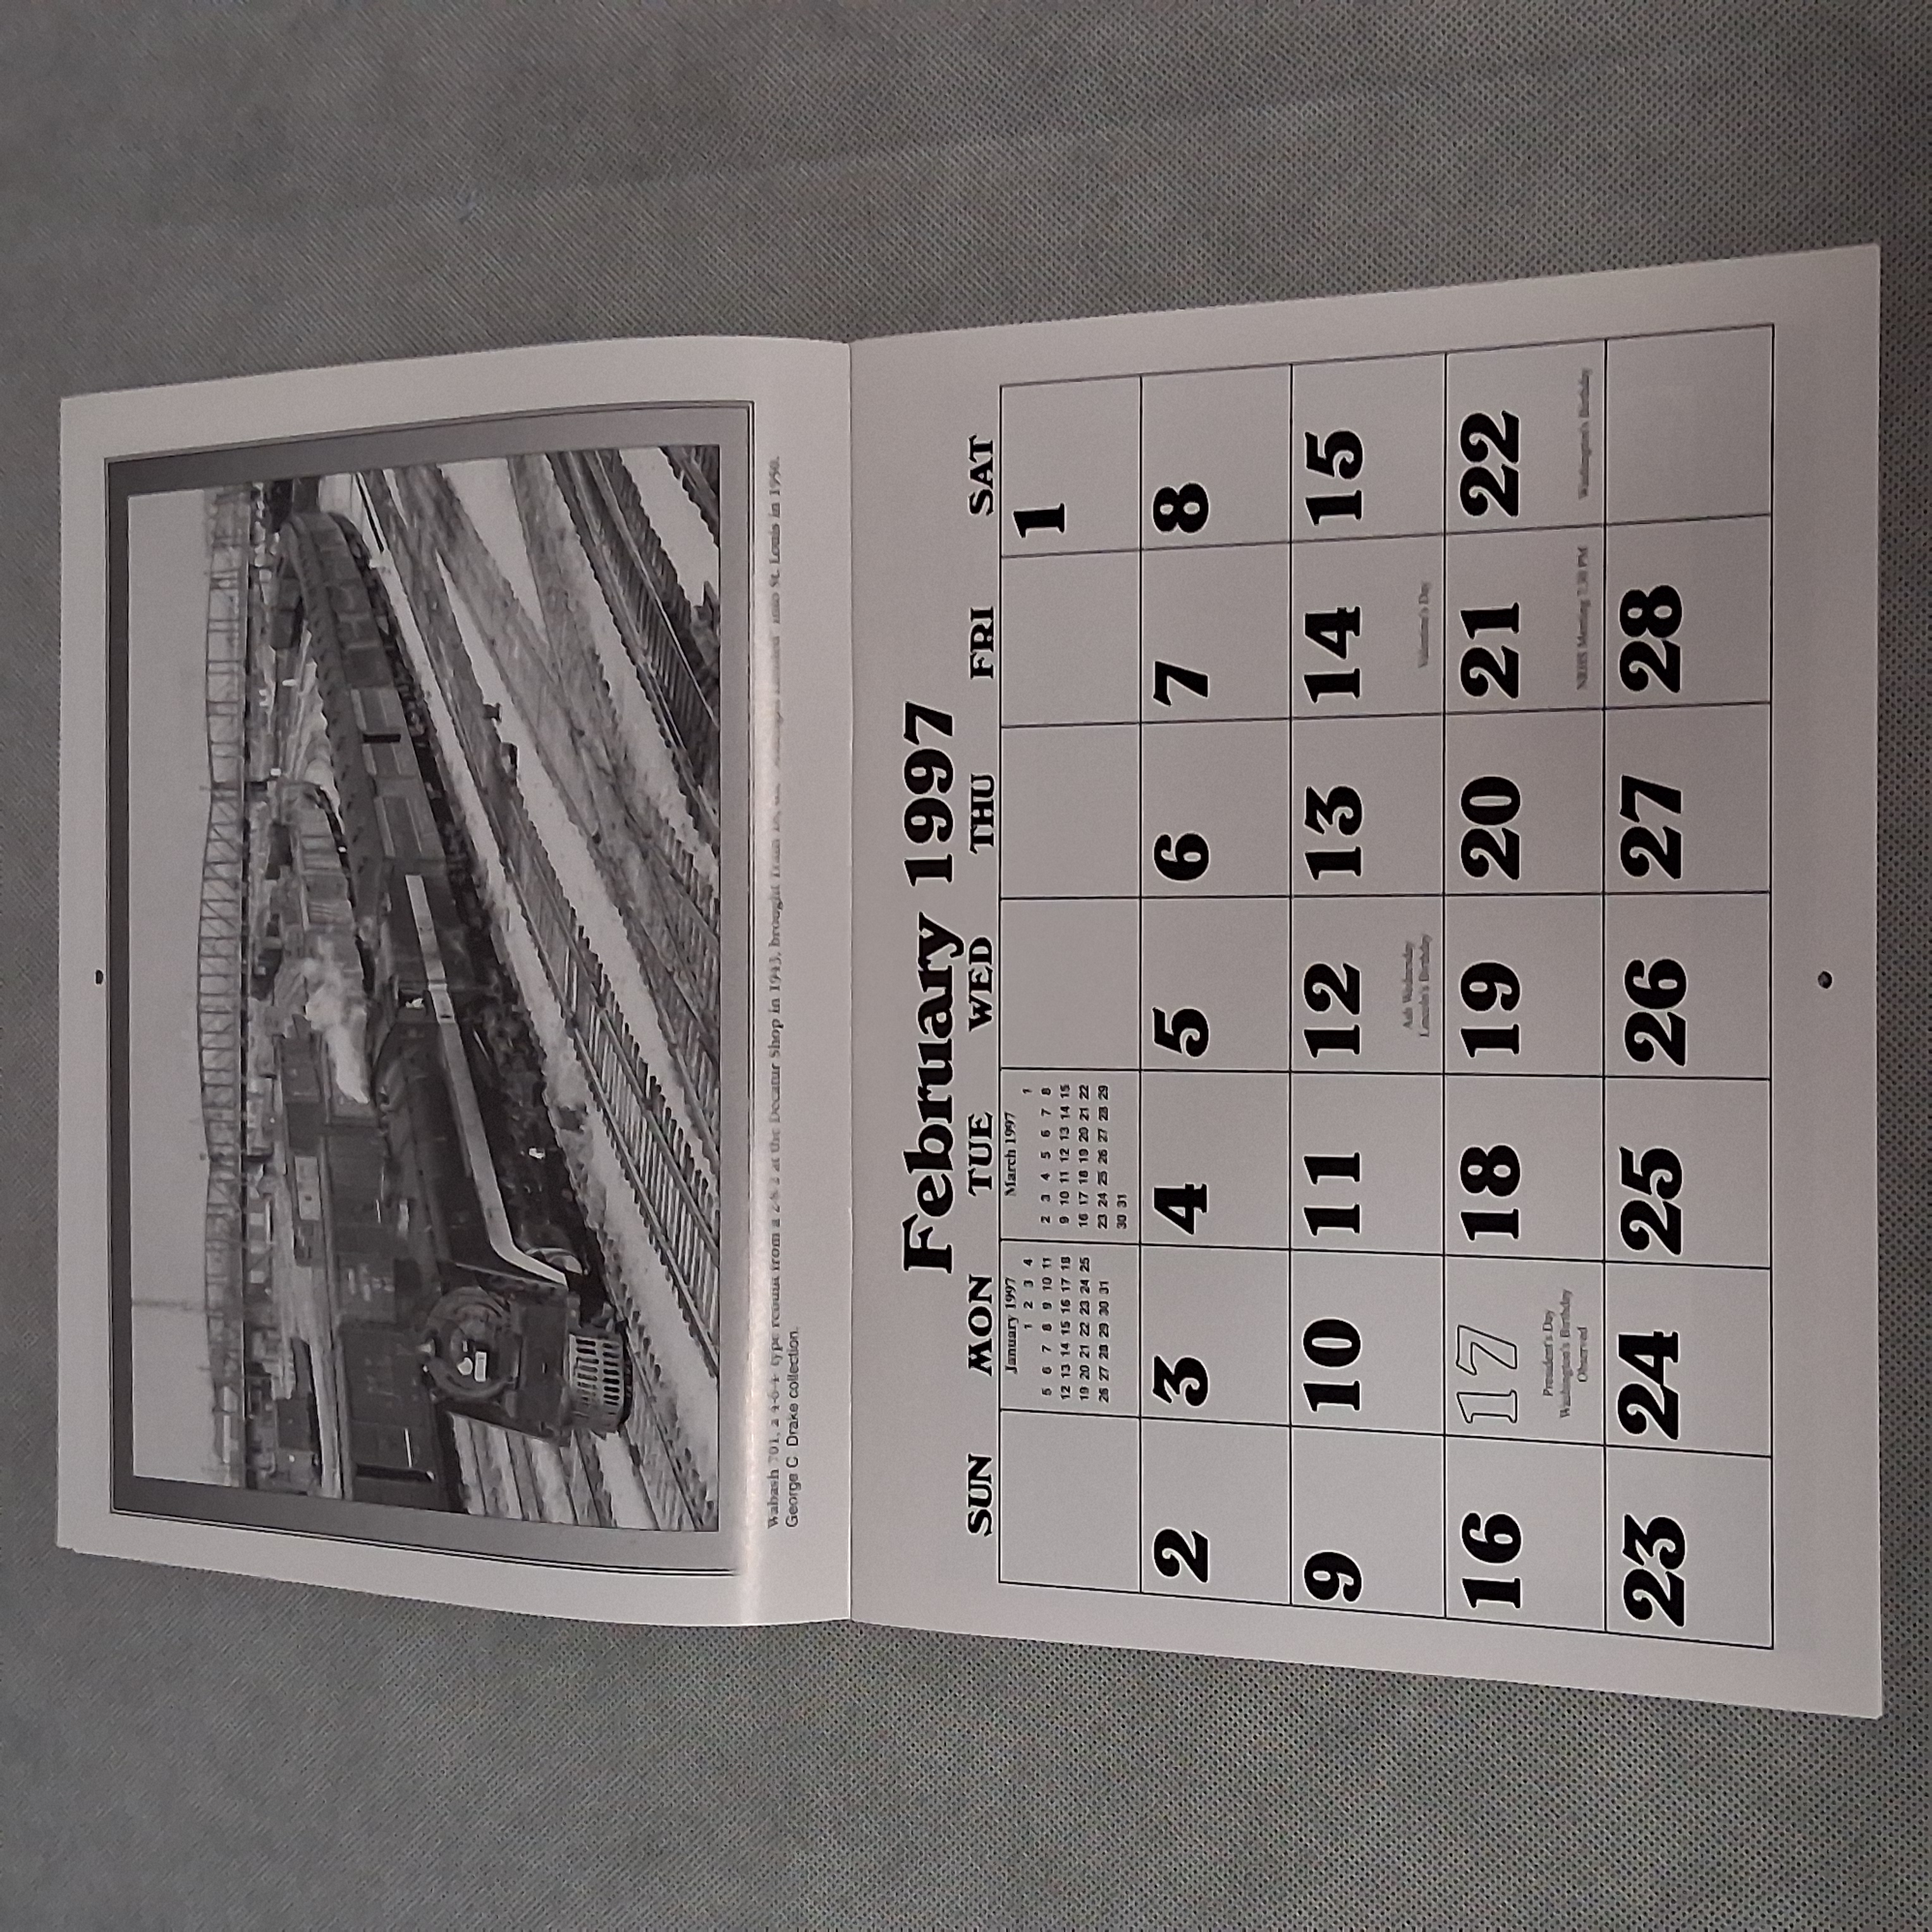 Wabash 701, a 4-6-4 type rebuilt from a 2-8-2 at the Decatur Shop in 1943, brought into St. Louis in 1950.
George C. Drake collection.
February 1997
SUN MON TUE WED THU FRI SAT
January 1997
1 2 3 4
5 6 7 8 9 10 11
12 13 14 15 16 17 18
19 20 21 22 23 24 25
26 27 28 29 30 31
March 1997
1
2 3 4 5 6 7 8
9 10 11 12 13 14 15
16 17 18 19 20 21 22
23 24 25 26 27 28 29
30 31
1
2 3 4 5 6 7 8
9 10 11 12 13 14 15
Ash Wednesday
Lincoln's Birthday
Valentine's Day
16 17 18 19 20 21 22
President's Day
Washington's Birthday
Observed
NRHS Meeting 7:30 PM
Washington's Birthday
23 24 25 26 27 28